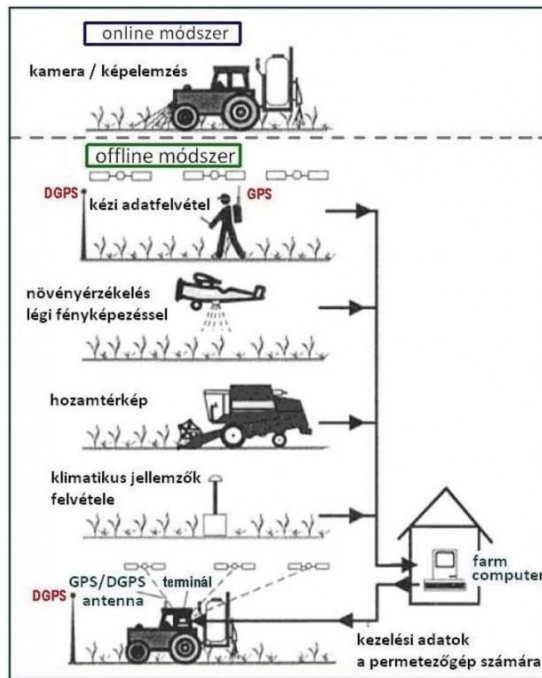 online módszer
kamera / képelemzés
offline módszer
DGPS
GPS
kézi adatfelvétel
növényérzékelés
légi fényképezéssel
hozamtérkép
klimatikus jellemzők
felvétele
GPS/DGPS
antenna
terminál
DGPS
farm
computer
kezelési adatok
a permetezőgép számára